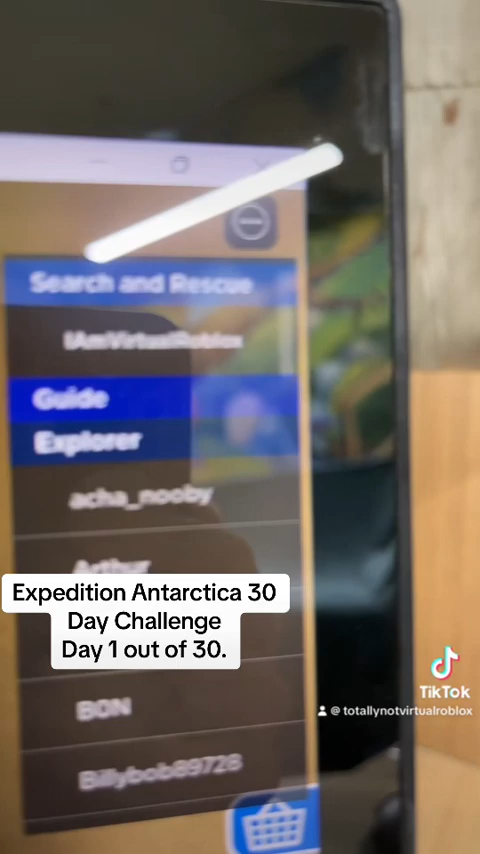 Search and Rescue
IAmVirtualRoblox
Guide
Explorer
acha_nooby
Arthur
Expedition Antarctica 30
Day Challenge
Day 1 out of 30.
BON
Billybob89728
TikTok
@ totallynotvirtualroblox